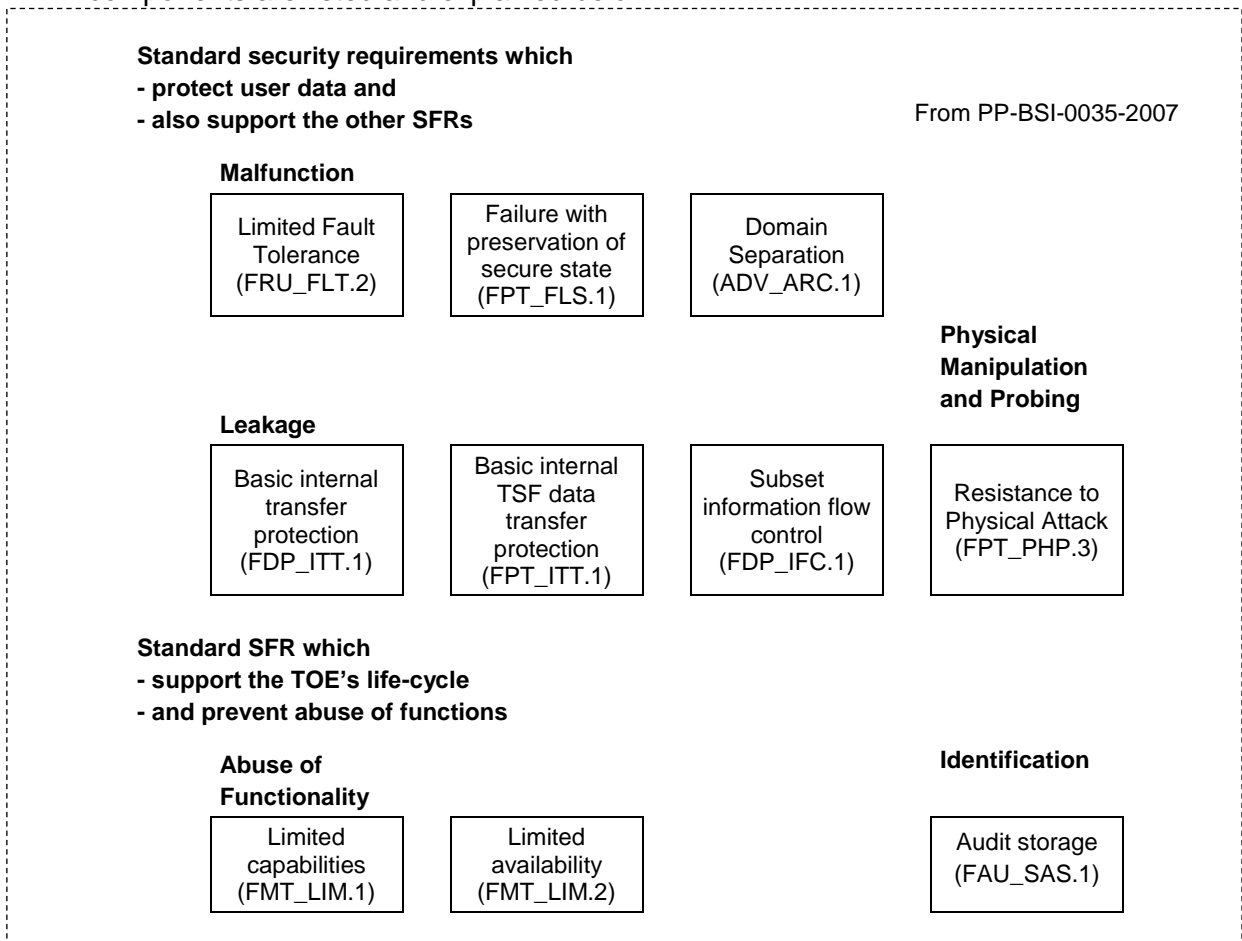 Standard security requirements which
- protect user data and
- also support the other SFRs
From PP-BSI-0035-2007
Malfunction
Limited Fault
Tolerance
(FRU_FLT.2)
Failure with
preservation of
secure state
(FPT_FLS.1)
Domain
Separation
(ADV_ARC.1)
Physical
Manipulation
and Probing
Leakage
Basic internal
transfer
protection
(FDP_ITT.1)
Basic internal
TSF data
transfer
protection
(FPT_ITT.1)
Subset
information flow
control
(FDP_IFC.1)
Resistance to
Physical Attack
(FPT_PHP.3)
Standard SFR which
- support the TOE’s life-cycle
- and prevent abuse of functions
Abuse of
Functionality
Identification
Limited
capabilities
(FMT_LIM.1)
Limited
availability
(FMT_LIM.2)
Audit storage
(FAU_SAS.1)